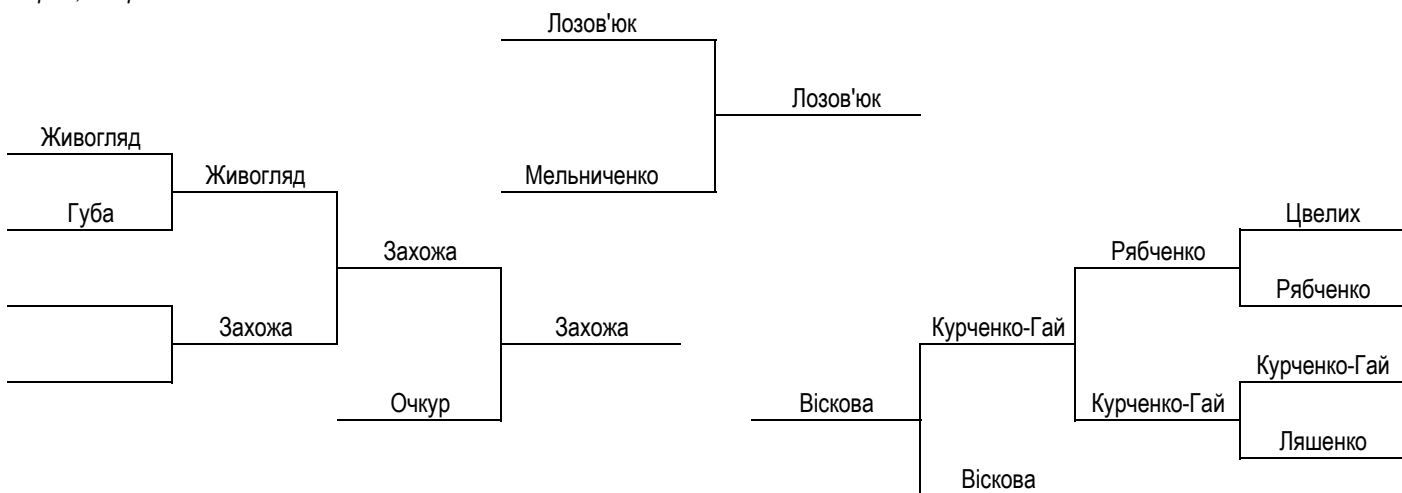 Лозов'юк
Лозов'юк
Живогляд
Живогляд
Мельниченко
Губа
Цвелих
Захожа
Рябченко
Рябченко
Захожа
Захожа
Курченко-Гай
Курченко-Гай
Очкур
Віскова
Курченко-Гай
Ляшенко
Віскова